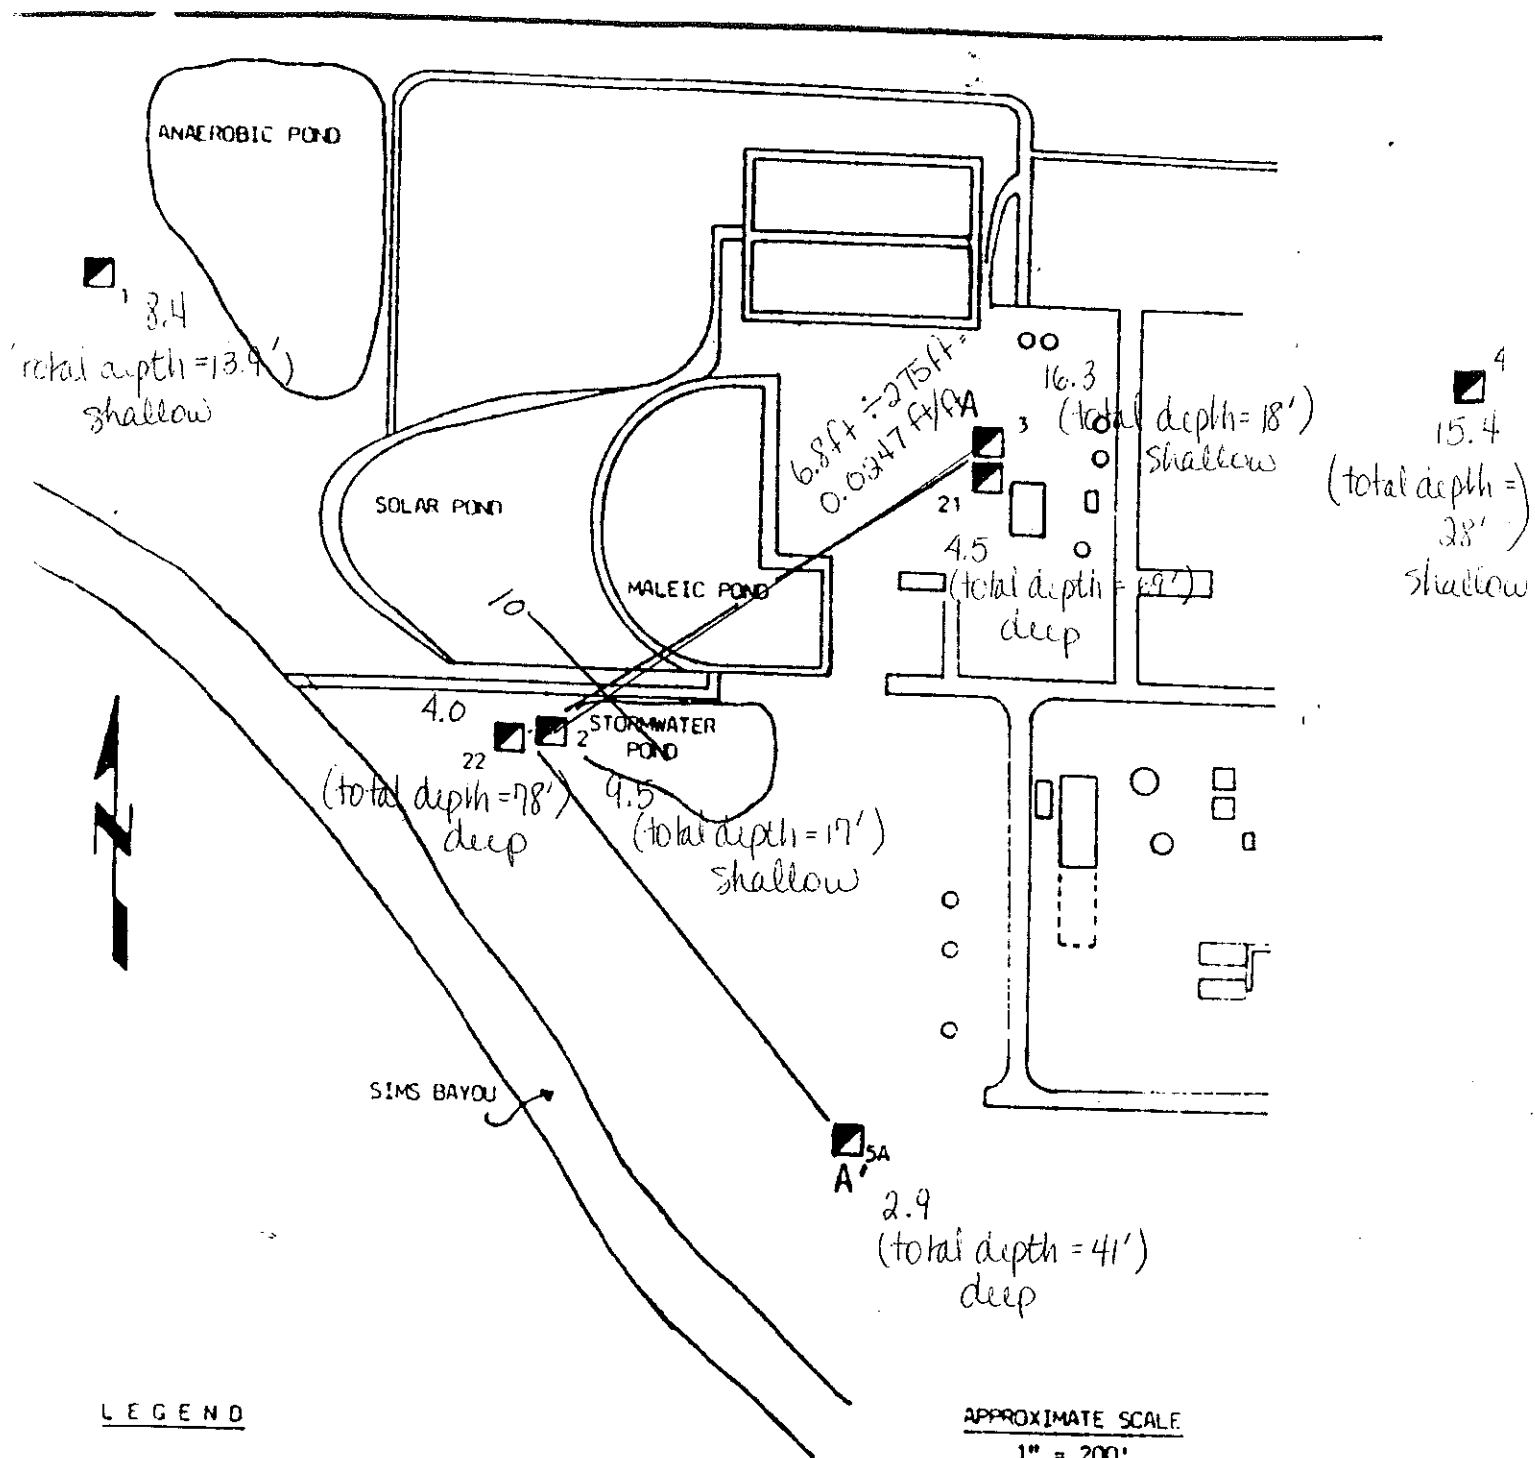 ANAEROBIC POND
1
8.4
total depth = 13.9')
shallow
6.8ft ÷ 275ft =
0.0247 ft/ft
A
3
16.3
(total depth = 18')
shallow
4
15.4
(total depth =
28')
shallow
SOLAR POND
21
4.5
(total depth = 69')
deep
MALEIC POND
10
4.0
22
(total depth = 78')
deep
2
STORMWATER
POND
9.5
(total depth = 17')
shallow
N
SIMS BAYOU
5A
A'
2.9
(total depth = 41')
deep
LEGEND
APPROXIMATE SCALE
1" = 200'